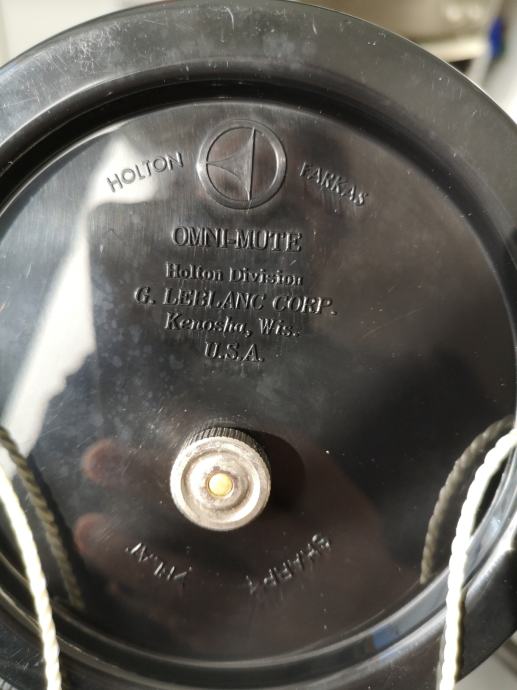 HOLTON FARKAS
OMNI-MUTE
Holton Division
G. LEBLANC CORP.
Kenosha, Wis.
U.S.A.
FLAT SHARP